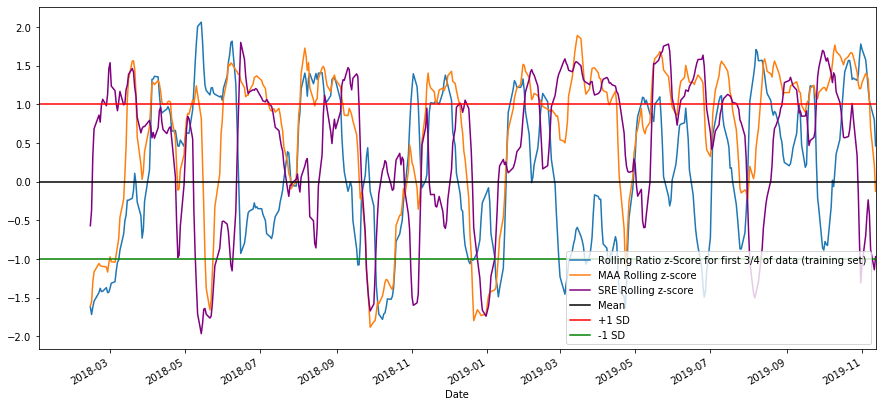 2.0
1.5
1.0
0.5
0.0
−0.5
−1.0
−1.5
−2.0
Rolling Ratio z-Score for first 3/4 of data (training set)
MAA Rolling z-score
SRE Rolling z-score
Mean
+1 SD
-1 SD
2018-03
2018-05
2018-07
2018-09
2018-11
2019-01
2019-03
2019-05
2019-07
2019-09
2019-11
Date